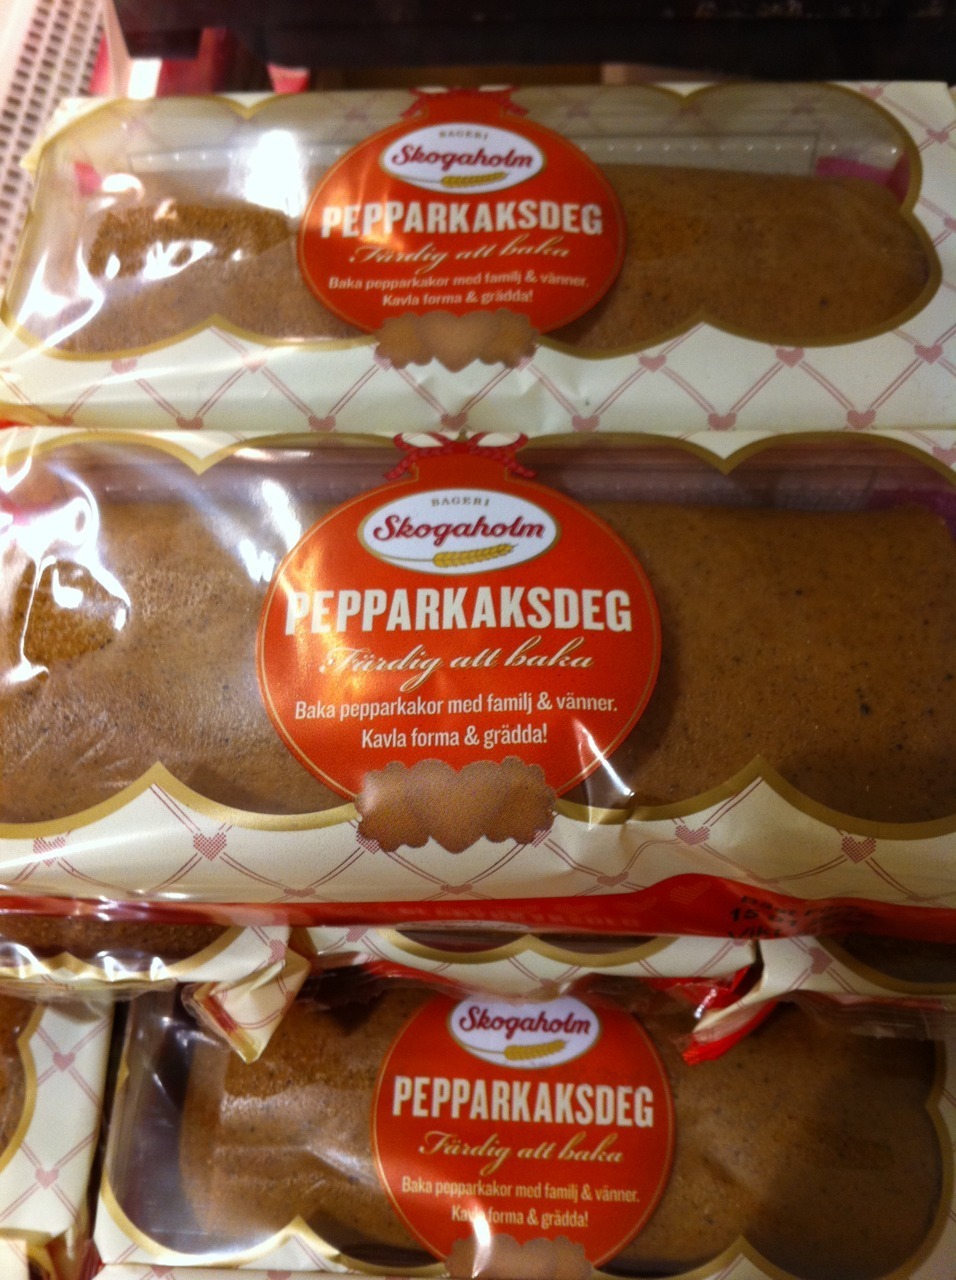 BAGERI
Skogaholm
PEPPARKAKSDEG
Färdig att baka
Baka pepparkakor med familj & vänner.
Kavla forma & grädda!
BAGERI
Skogaholm
PEPPARKAKSDEG
Färdig att baka
Baka pepparkakor med familj & vänner.
Kavla forma & grädda!
Skogaholm
PEPPARKAKSDEG
Färdig att baka
Baka pepparkakor med familj & vänner.
forma & grädda!